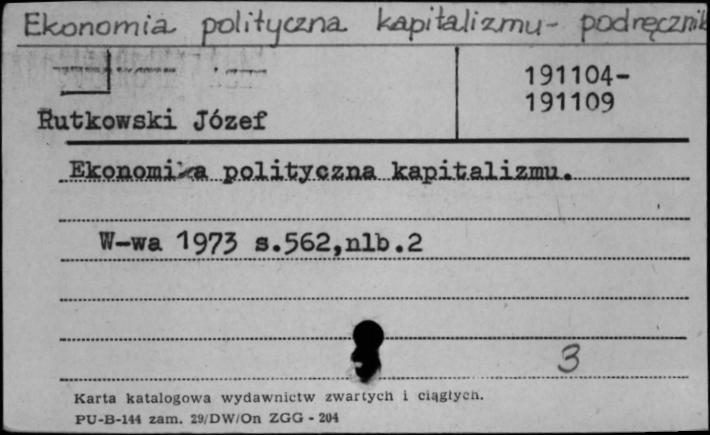 Ekonomia polityczna kapitalizmu - podręcznik
191104-
191109
Rutkowski Józef
Ekonomia polityczna kapitalizmu.
W-wa 1973 s.562,nlb.2
3
Karta katalogowa wydawnictw zwartych i ciągłych.
PU-B-144 zam. 29/DW/On ZGG - 204